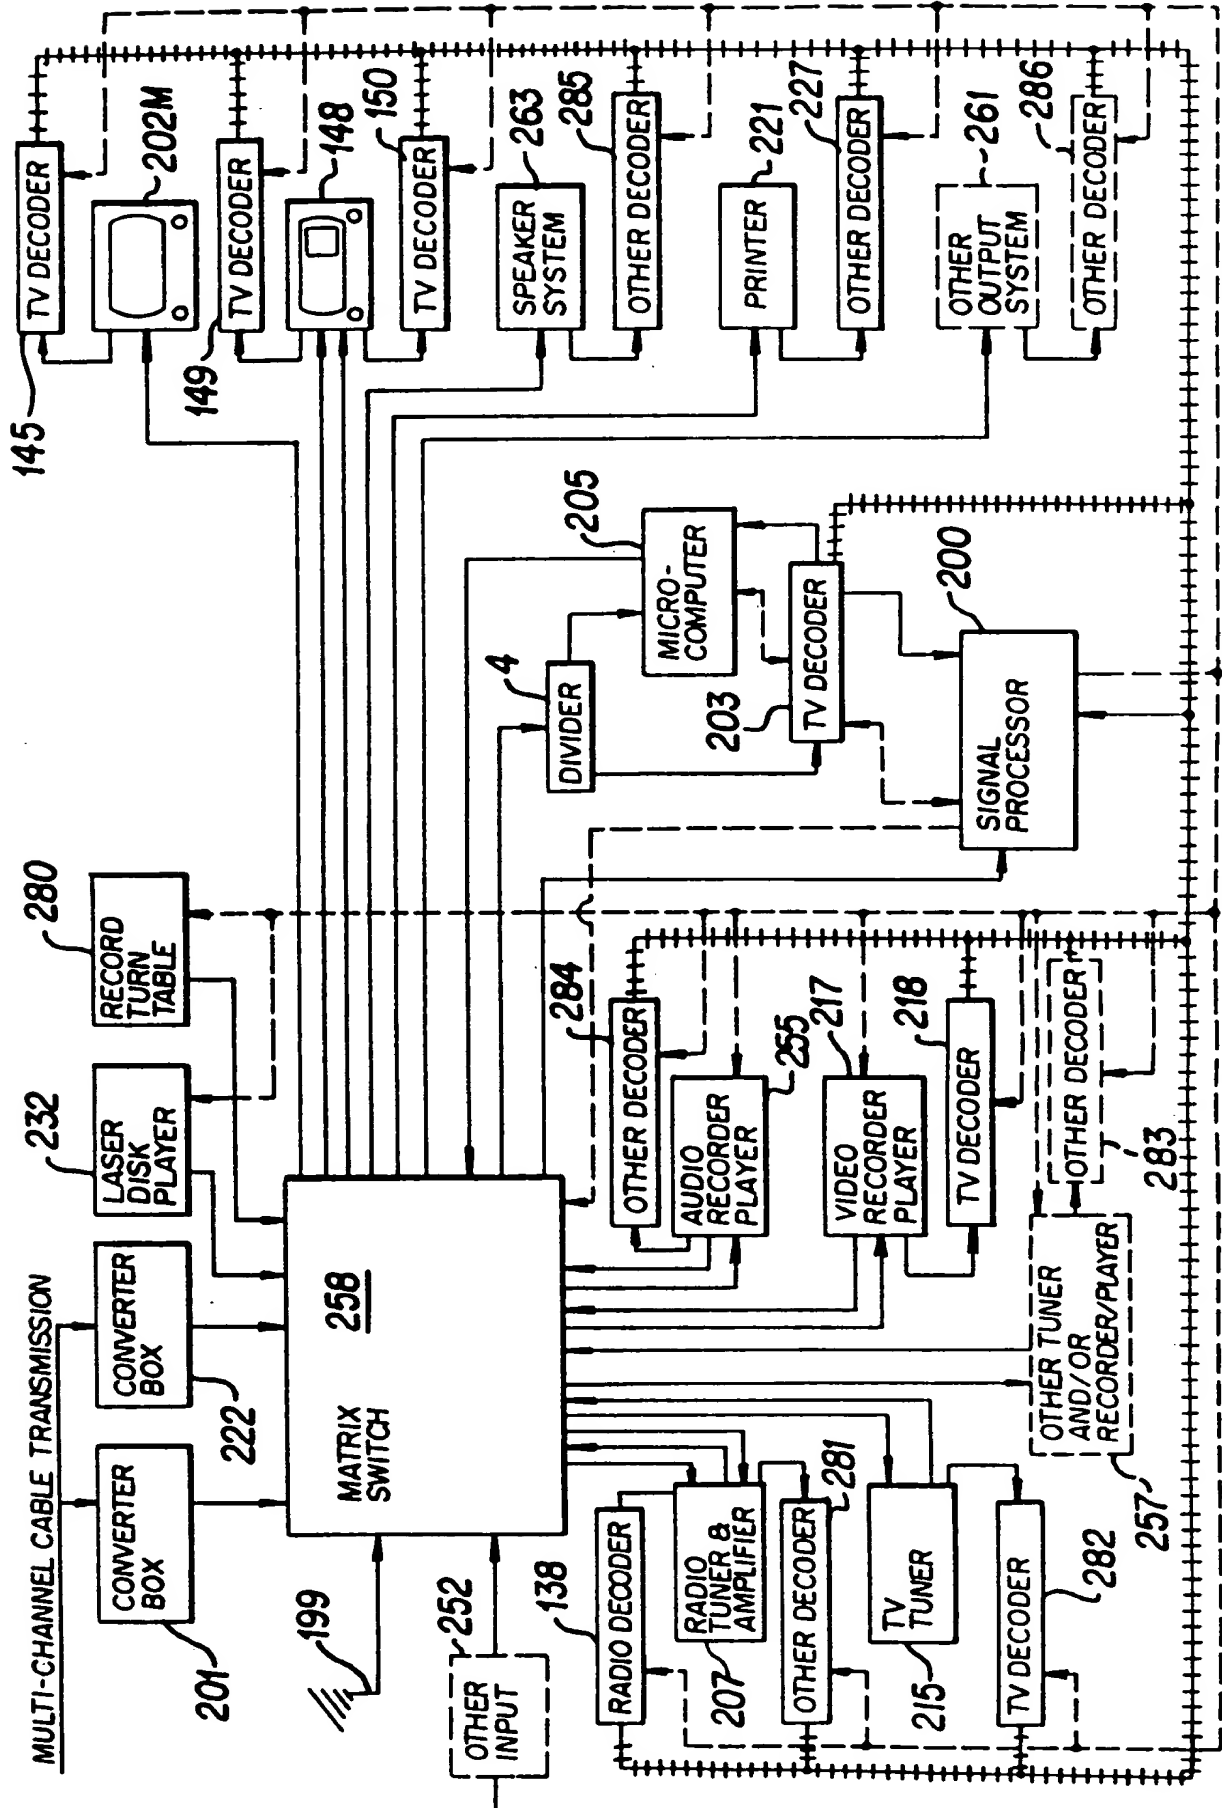 MULTI-CHANNEL CABLE TRANSMISSION
CONVERTER
BOX
201
CONVERTER
BOX
222
LASER
DISK
PLAYER
232
RECORD
TURN
TABLE
280
199
OTHER
INPUT
252
MATRIX
SWITCH
258
TV DECODER
145
202M
TV DECODER
149
148
TV DECODER
150
SPEAKER
SYSTEM
263
OTHER DECODER
285
PRINTER
221
OTHER DECODER
227
OTHER
OUTPUT
SYSTEM
261
OTHER DECODER
286
DIVIDER
4
MICRO-
COMPUTER
205
TV DECODER
203
SIGNAL
PROCESSOR
200
RADIO DECODER
138
RADIO
TUNER &
AMPLIFIER
207
OTHER DECODER
281
TV
TUNER
215
TV DECODER
282
OTHER DECODER
284
AUDIO
RECORDER
PLAYER
255
VIDEO
RECORDER
PLAYER
217
TV DECODER
218
OTHER TUNER
AND/OR
RECORDER/PLAYER
257
OTHER DECODER
283